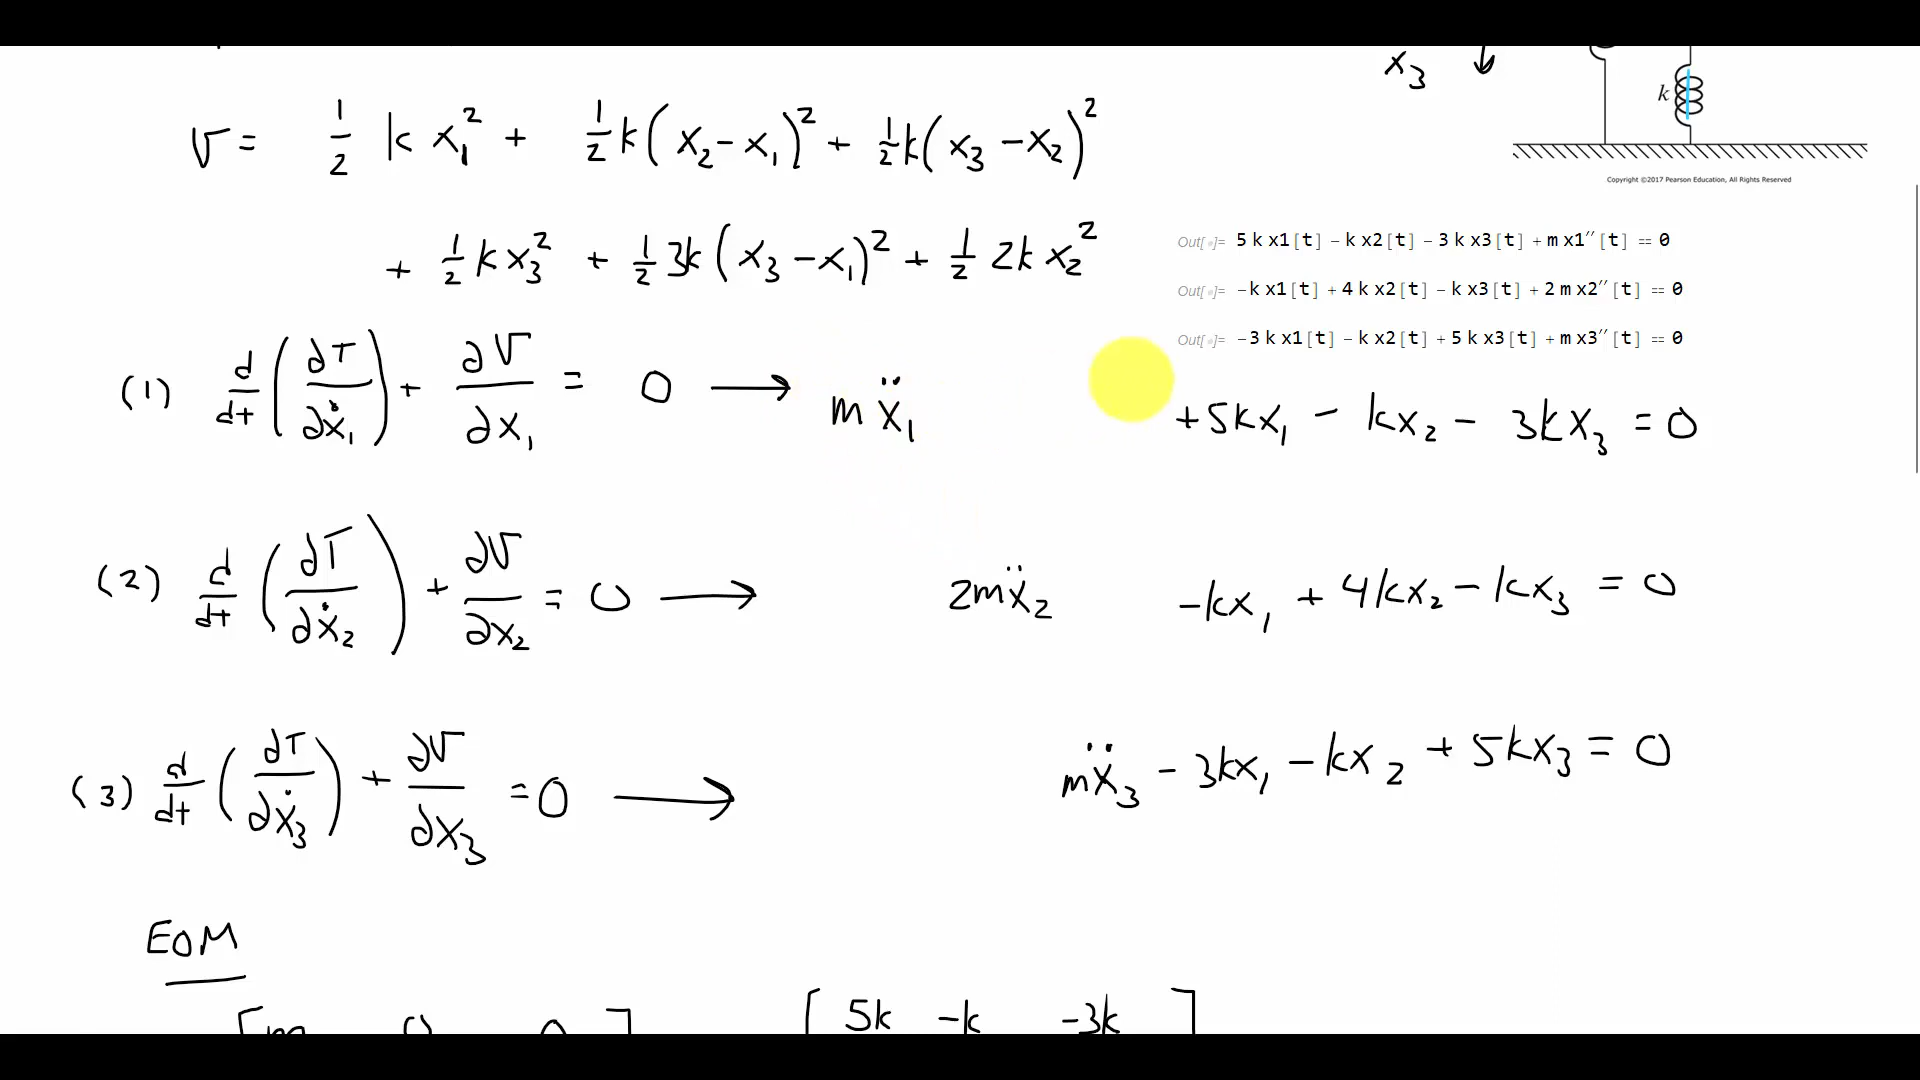 x₃ ↓
k
V = ½ k x₁² + ½k(x₂ − x₁)² + ½k(x₃ − x₂)²
Copyright ©2017 Pearson Education, All Rights Reserved
+ ½ k x₃² + ½ 3k (x₃ − x₁)² + ½ 2k x₂²
Out[ ]= 5 k x1[t] − k x2[t] − 3 k x3[t] + m x1′′[t] == 0
Out[ ]= −k x1[t] + 4 k x2[t] − k x3[t] + 2 m x2′′[t] == 0
Out[ ]= −3 k x1[t] − k x2[t] + 5 k x3[t] + m x3′′[t] == 0
(1) d/dt (∂T/∂ẋ₁) + ∂V/∂x₁ = 0 → mẍ₁ + 5kx₁ − kx₂ − 3kx₃ = 0
(2) d/dt (∂T/∂ẋ₂) + ∂V/∂x₂ = 0 → 2mẍ₂ −kx₁ + 4kx₂ − kx₃ = 0
(3) d/dt (∂T/∂ẋ₃) + ∂V/∂x₃ = 0 → mẍ₃ − 3kx₁ − kx₂ + 5kx₃ = 0
EOM
[m 0 0] [5k −k −3k]